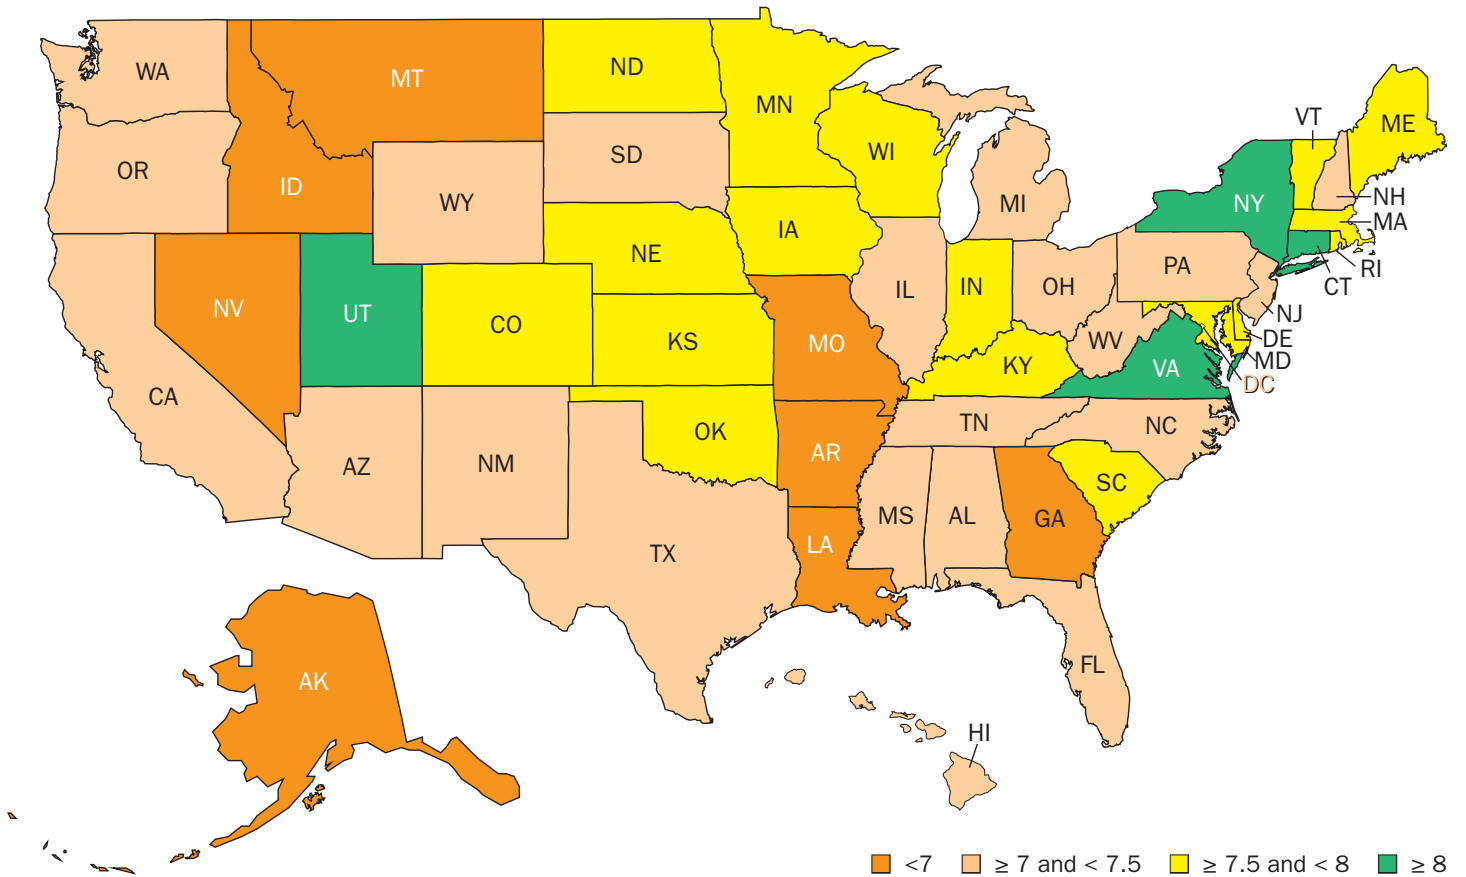 WA
MT
ND
MN
OR
ID
WY
SD
WI
MI
VT
ME
NY
NH
MA
RI
CT
NV
UT
CO
NE
IA
IL
IN
OH
PA
NJ
DE
MD
DC
CA
KS
MO
KY
WV
VA
AZ
NM
OK
AR
TN
NC
SC
TX
LA
MS
AL
GA
FL
AK
HI
<7
≥ 7 and < 7.5
≥ 7.5 and < 8
≥ 8